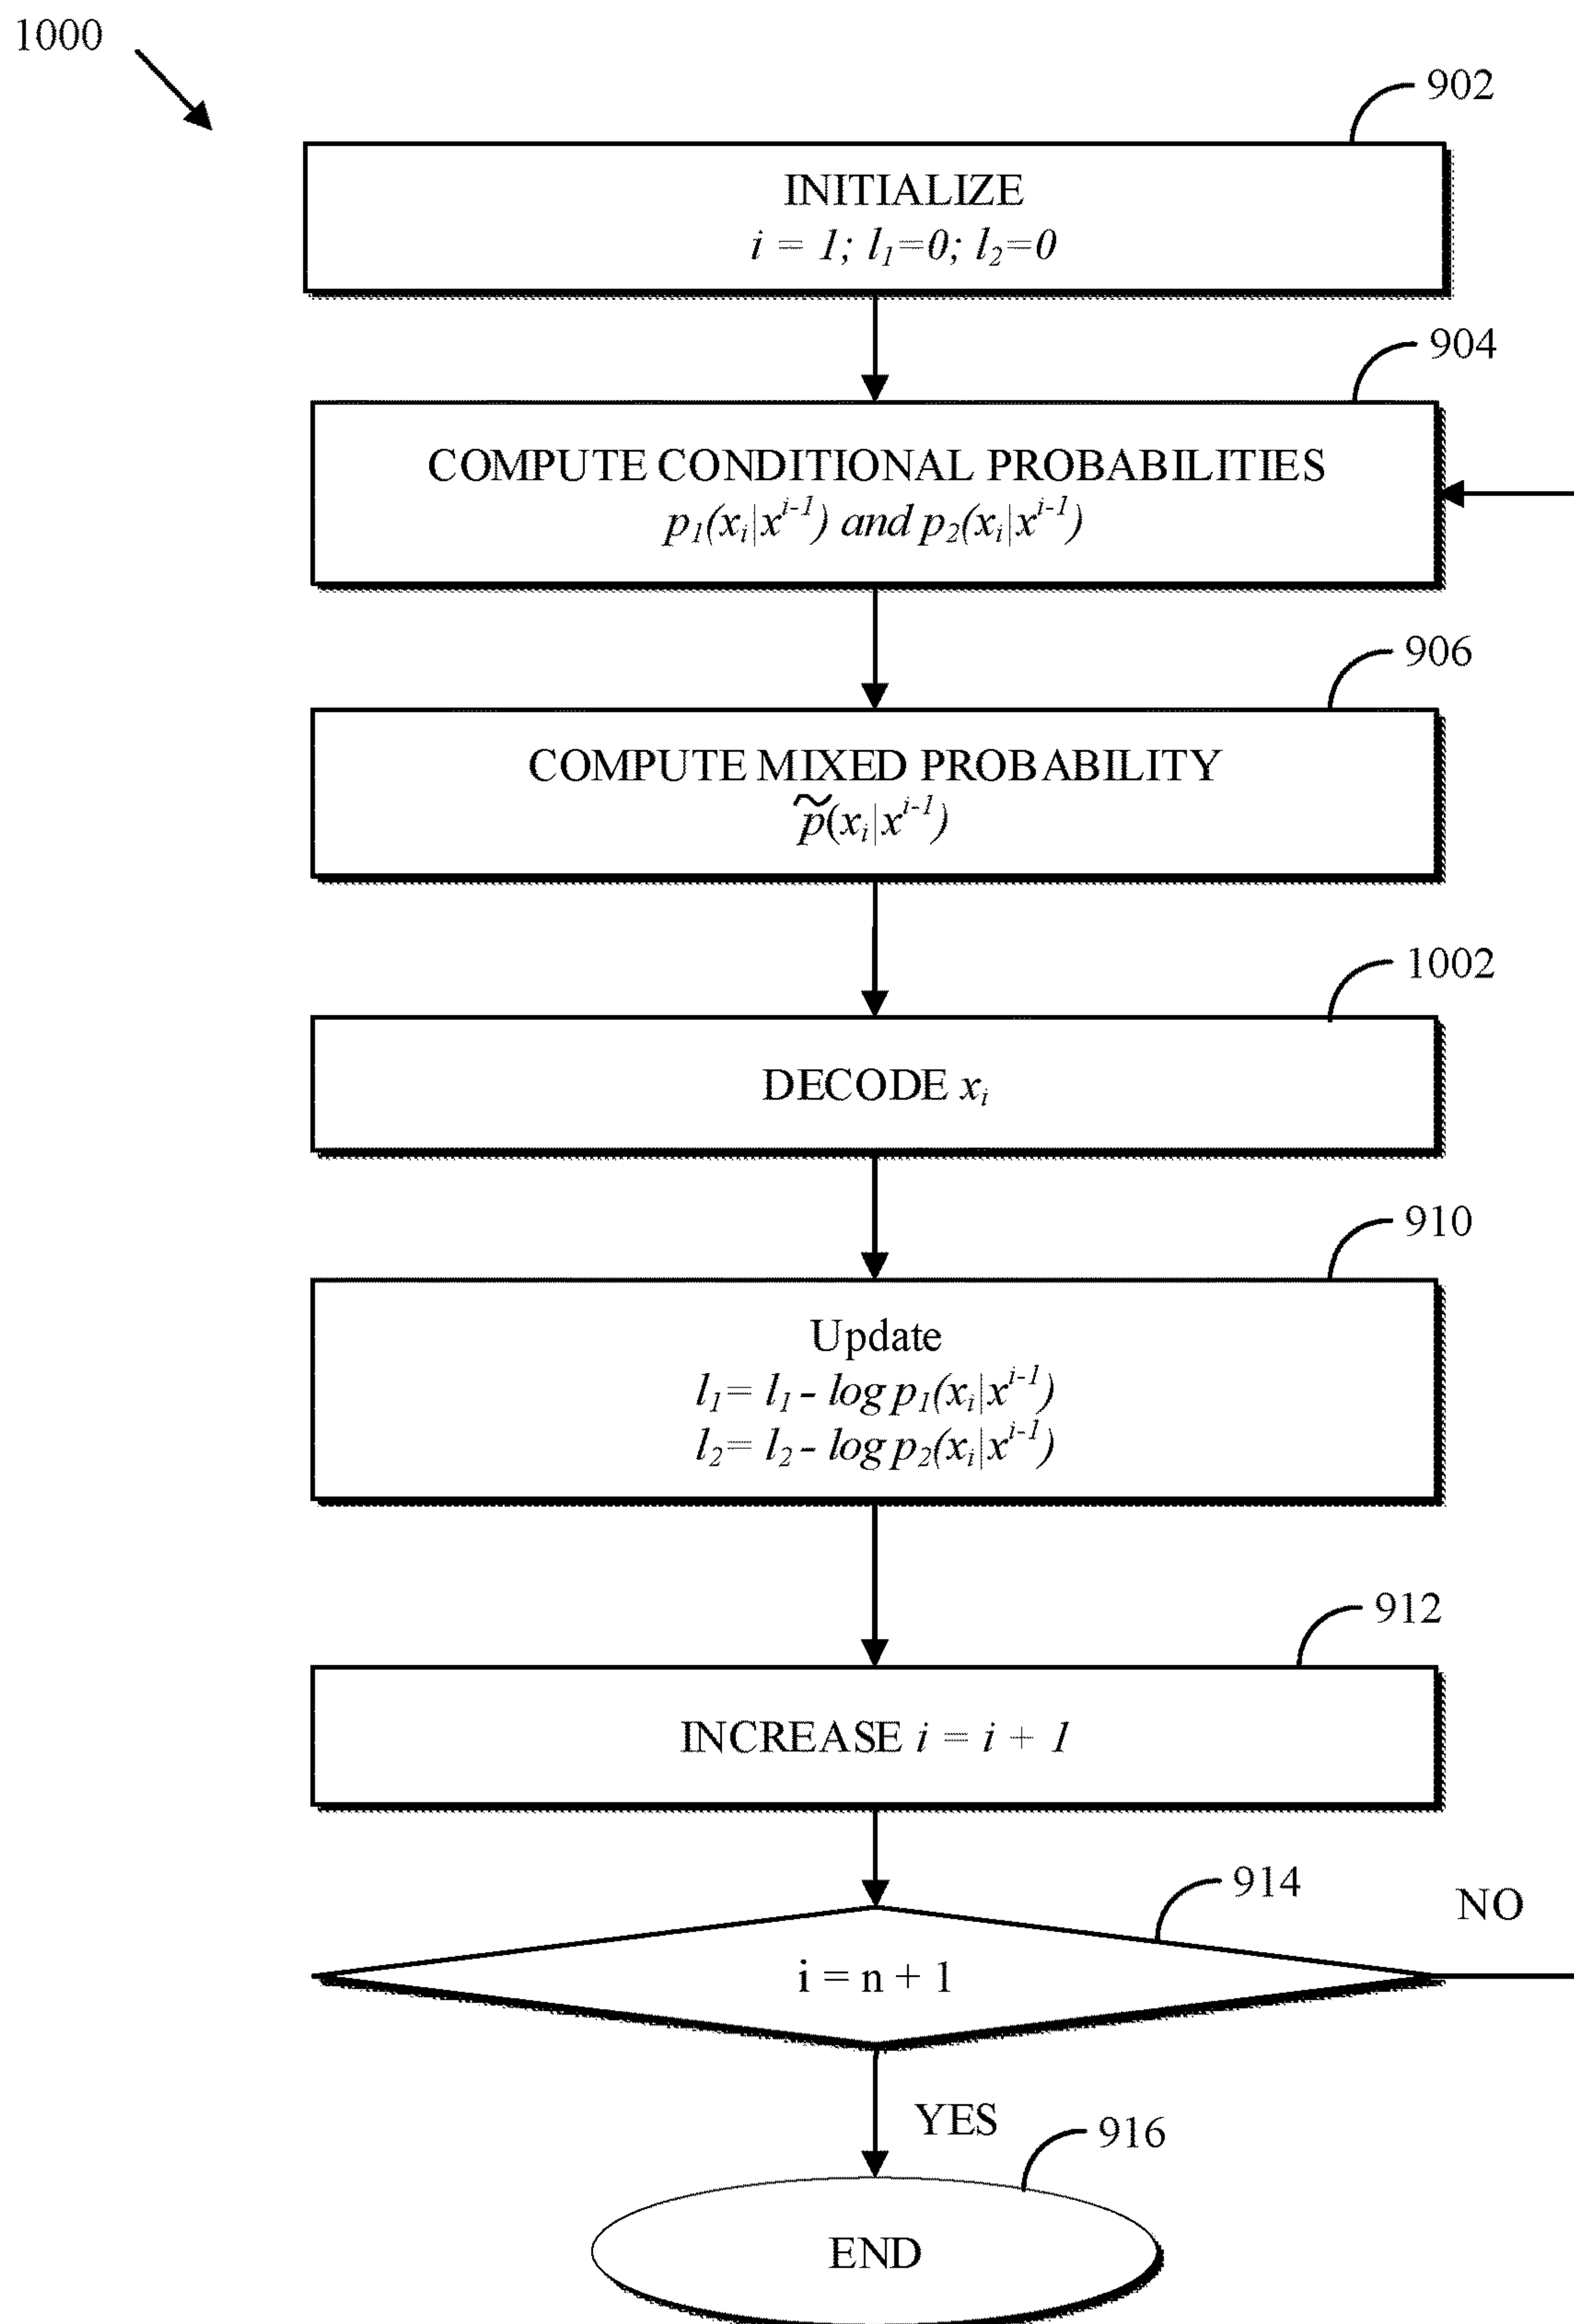 1000
902
INITIALIZE
i = 1; l₁=0; l₂=0
904
COMPUTE CONDITIONAL PROBABILITIES
p₁(xᵢ|xⁱ⁻¹) and p₂(xᵢ|xⁱ⁻¹)
906
COMPUTE MIXED PROBABILITY
p̃(xᵢ|xⁱ⁻¹)
1002
DECODE xᵢ
910
Update
l₁= l₁ - log p₁(xᵢ|xⁱ⁻¹)
l₂= l₂ - log p₂(xᵢ|xⁱ⁻¹)
912
INCREASE i = i + 1
914
NO
i = n + 1
YES
916
END